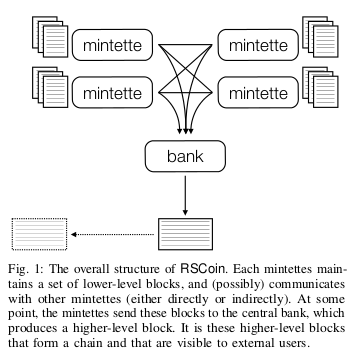 mintette mintette
mintette mintette
bank
Fig. 1: The overall structure of RSCoin. Each mintettes main-
tains a set of lower-level blocks, and (possibly) communicates
with other mintettes (either directly or indirectly). At some
point, the mintettes send these blocks to the central bank, which
produces a higher-level block. It is these higher-level blocks
that form a chain and that are visible to external users.